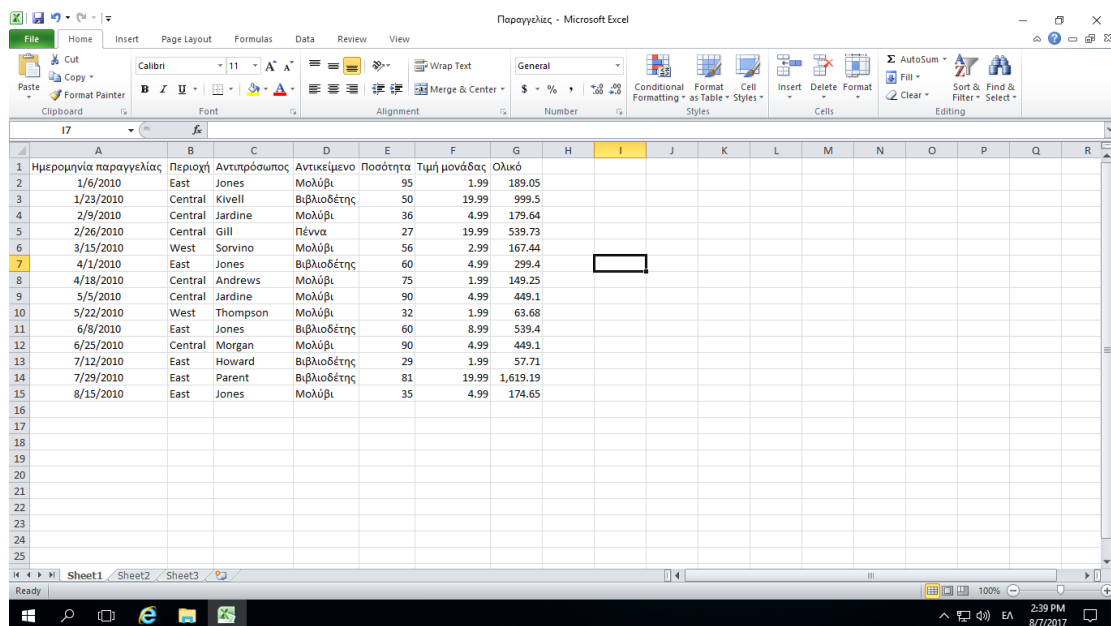 Παραγγελίες - Microsoft Excel
File Home Insert Page Layout Formulas Data Review View
Cut
Copy
Format Painter
Paste
Clipboard
Calibri 11 A A
B I U A
Font
Wrap Text
Merge & Center
Alignment
General
$ % , .00
Number
Conditional Formatting
Format as Table
Cell Styles
Styles
Insert Delete Format
Cells
Σ AutoSum
Fill
Clear
Sort & Filter
Find & Select
Editing
I7 fx
A B C D E F G H I J K L M N O P Q R
1 Ημερομηνία παραγγελίας Περιοχή Αντιπρόσωπος Αντικείμενο Ποσότητα Τιμή μονάδας Ολικό
2 1/6/2010 East Jones Μολύβι 95 1.99 189.05
3 1/23/2010 Central Kivell Βιβλιοδέτης 50 19.99 999.5
4 2/9/2010 Central Jardine Μολύβι 36 4.99 179.64
5 2/26/2010 Central Gill Πέννα 27 19.99 539.73
6 3/15/2010 West Sorvino Μολύβι 56 2.99 167.44
7 4/1/2010 East Jones Βιβλιοδέτης 60 4.99 299.4
8 4/18/2010 Central Andrews Μολύβι 75 1.99 149.25
9 5/5/2010 Central Jardine Μολύβι 90 4.99 449.1
10 5/22/2010 West Thompson Μολύβι 32 1.99 63.68
11 6/8/2010 East Jones Βιβλιοδέτης 60 8.99 539.4
12 6/25/2010 Central Morgan Μολύβι 90 4.99 449.1
13 7/12/2010 East Howard Βιβλιοδέτης 29 1.99 57.71
14 7/29/2010 East Parent Βιβλιοδέτης 81 19.99 1,619.19
15 8/15/2010 East Jones Μολύβι 35 4.99 174.65
16
17
18
19
20
21
22
23
24
25
Sheet1 Sheet2 Sheet3
Ready 100%
ΕΛ 2:39 PM
8/7/2017